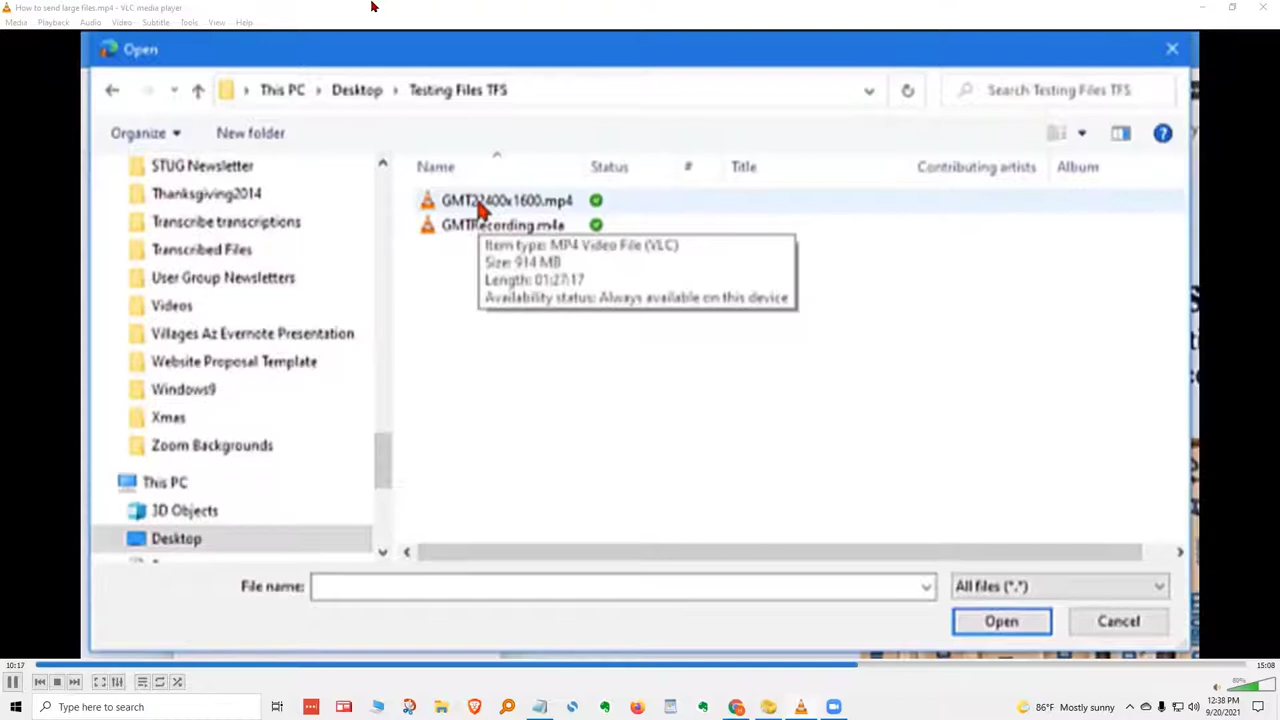 How to send large files.mp4 - VLC media player
Media Playback Audio Video Subtitle Tools View Help
Open
This PC > Desktop > Testing Files TFS
Search Testing Files TFS
Organize
New folder
STUG Newsletter
Thanksgiving2014
Transcribe transcriptions
Transcribed Files
User Group Newsletters
Videos
Villages Az Evernote Presentation
Website Proposal Template
Windows9
Xmas
Zoom Backgrounds
This PC
3D Objects
Desktop
Name Status # Title Contributing artists Album
GMT22400x1600.mp4
GMTRecording.m4a
Item type: MP4 Video File (VLC)
Size: 914 MB
Length: 01:27:17
Availability status: Always available on this device
File name:
All files (*.*)
Open Cancel
10:17
15:08
89%
Type here to search
86°F Mostly sunny
12:38 PM
9/20/2021